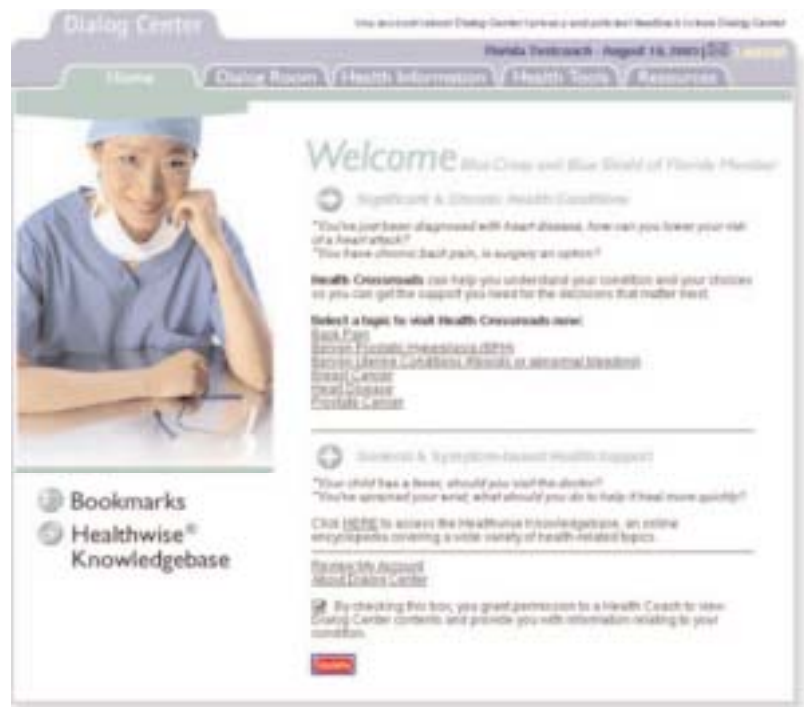 Dialog Center
Home Dialog Room Health Information Health Tools Resources
Welcome Blue Cross and Blue Shield of Florida Member
Significant & Chronic Health Conditions
"You've just been diagnosed with heart disease, how can you lower your risk
of a heart attack?"
"You have chronic back pain, is surgery an option?"
Health Crossroads can help you understand your condition and your choices
so you can get the support you need for the decisions that matter most.
Select a topic to visit Health Crossroads now:
Back Pain
Benign Prostatic Hyperplasia (BPH)
Benign Uterine Conditions (fibroids or abnormal bleeding)
Breast Cancer
Heart Disease
Prostate Cancer
General & Symptom-based Health Support
"Your child has a fever, should you visit the doctor?"
"You've sprained your wrist, what should you do to help it heal more quickly?"
Click HERE to access the Healthwise Knowledgebase, an online
encyclopedia covering a wide variety of health-related topics.
Bookmarks
Healthwise®
Knowledgebase
Review My Account
About Dialog Center
By checking this box, you grant permission to a Health Coach to view
Dialog Center contents and provide you with information relating to your
condition.